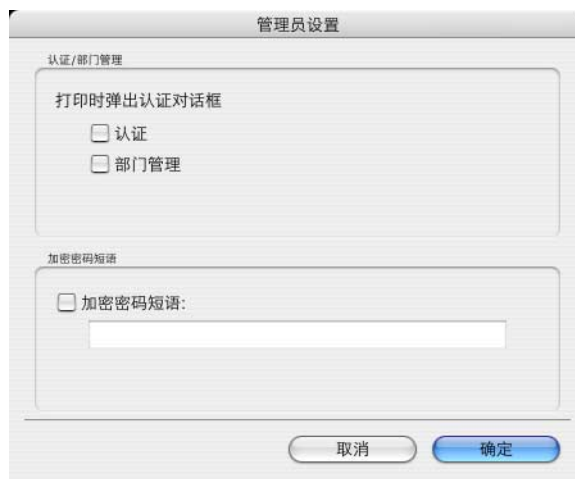 管理员设置
认证/部门管理
打印时弹出认证对话框
认证
部门管理
加密密码短语
加密密码短语:
取消
确定